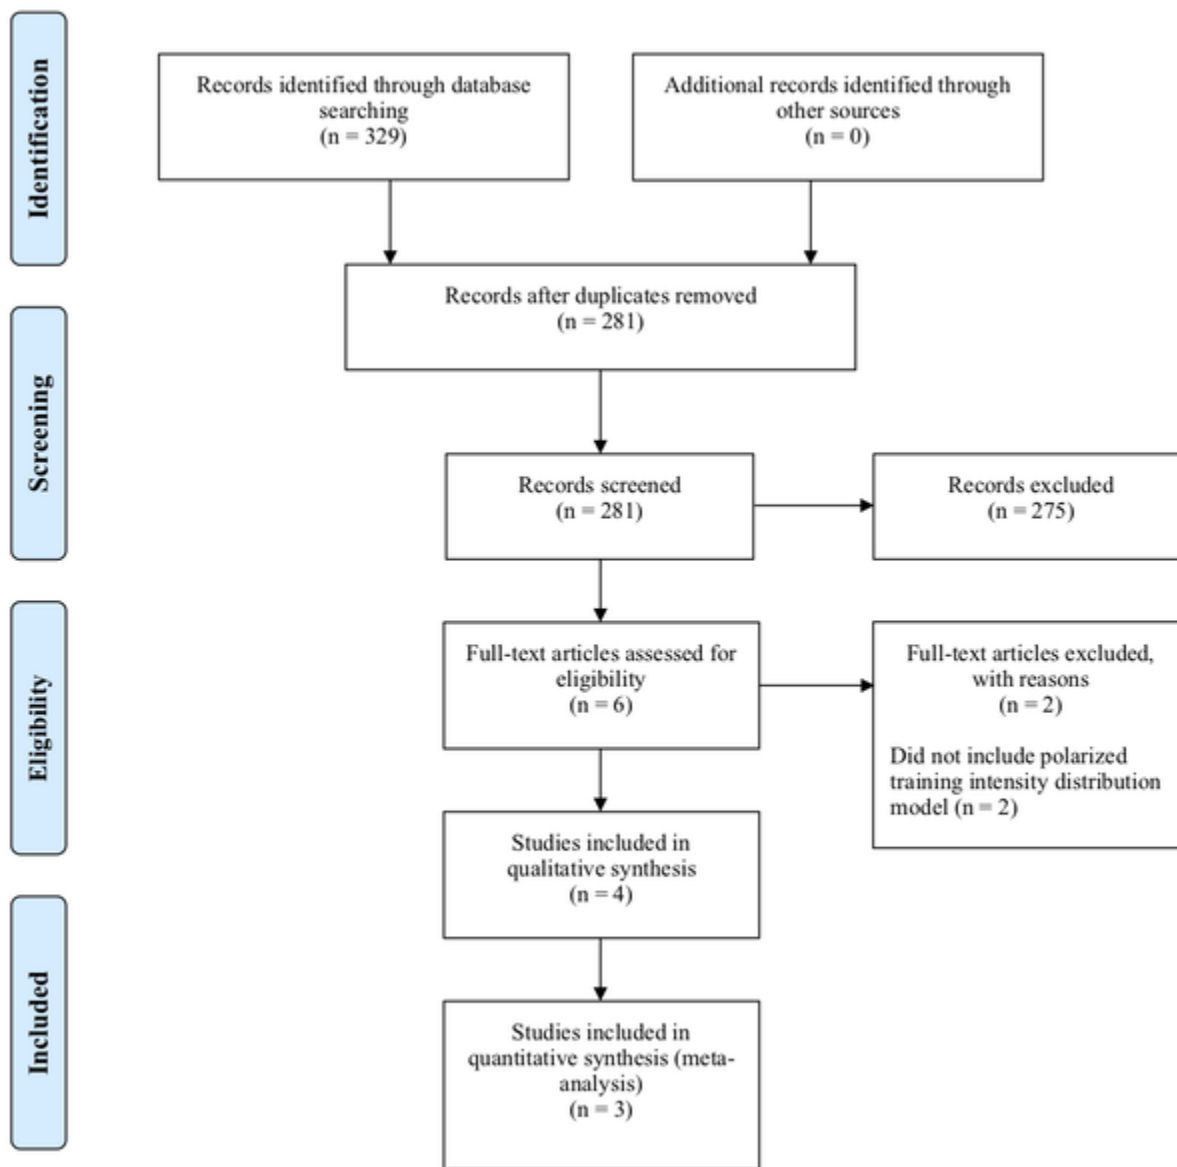 Identification
Records identified through database
searching
(n = 329)
Additional records identified through
other sources
(n = 0)
Records after duplicates removed
(n = 281)
Screening
Records screened
(n = 281)
Records excluded
(n = 275)
Eligibility
Full-text articles assessed for
eligibility
(n = 6)
Full-text articles excluded,
with reasons
(n = 2)
Did not include polarized
training intensity distribution
model (n = 2)
Studies included in
qualitative synthesis
(n = 4)
Included
Studies included in
quantitative synthesis (meta-
analysis)
(n = 3)